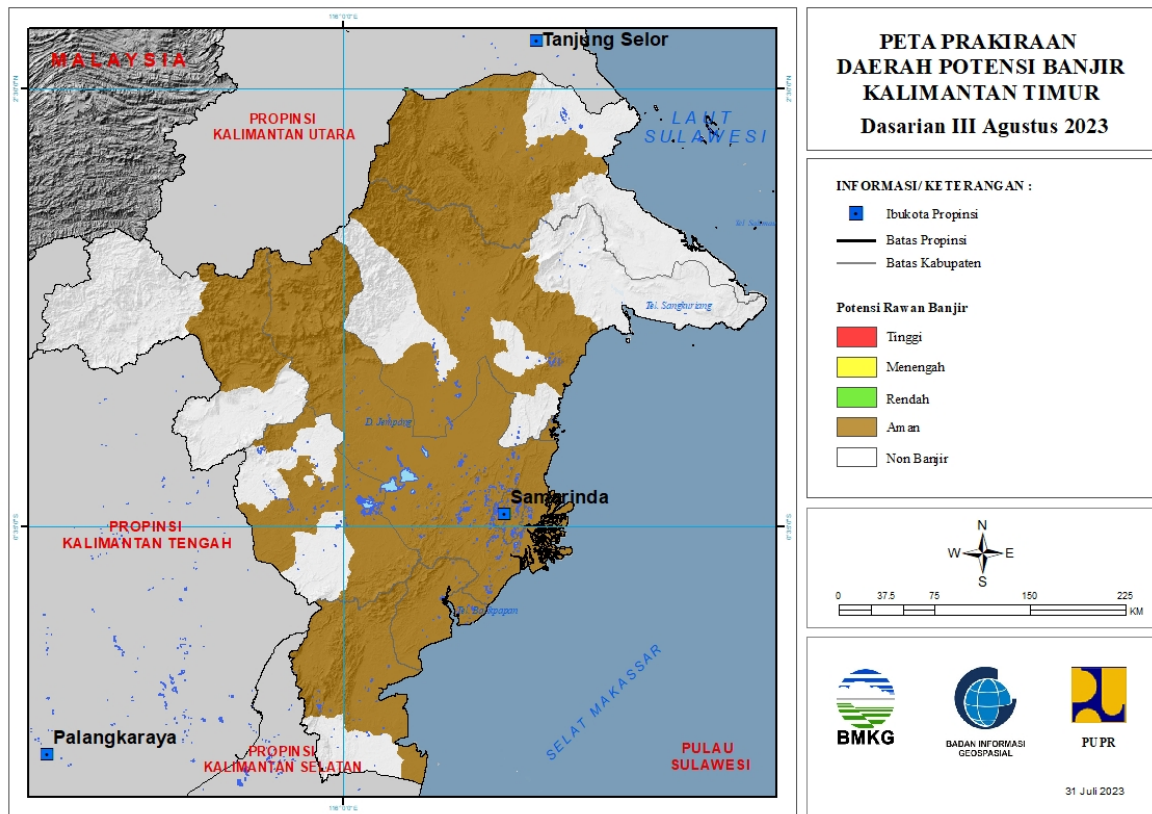 MALAYSIA
Tanjung Selor
PROPINSI
KALIMANTAN UTARA
LAUT
SULAWESI
Tel. Sangkuriang
D. Jempang
Samarinda
PROPINSI
KALIMANTAN TENGAH
Tel. Balikpapan
SELAT MAKASSAR
Palangkaraya
PROPINSI
KALIMANTAN SELATAN
PULAU
SULAWESI
PETA PRAKIRAAN
DAERAH POTENSI BANJIR
KALIMANTAN TIMUR
Dasarian III Agustus 2023
INFORMASI/ KETERANGAN :
Ibukota Propinsi
Batas Propinsi
Batas Kabupaten
Potensi Rawan Banjir
Tinggi
Menengah
Rendah
Aman
Non Banjir
N
W E
S
0 37.5 75 150 225
KM
BMKG
BADAN INFORMASI
GEOSPASIAL
PUPR
31 Juli 2023